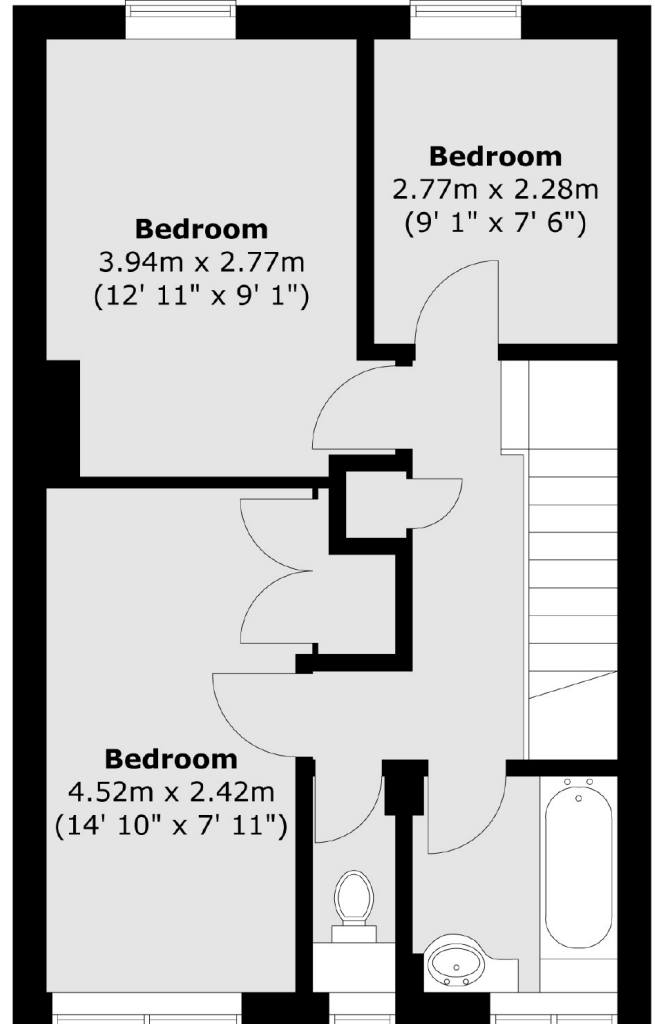 Bedroom
2.77m x 2.28m
(9' 1" x 7' 6")
Bedroom
3.94m x 2.77m
(12' 11" x 9' 1")
Bedroom
4.52m x 2.42m
(14' 10" x 7' 11")